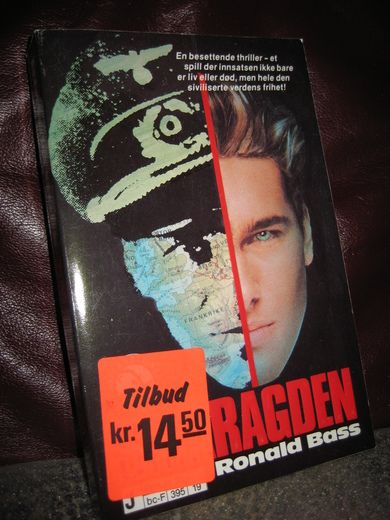 En besettende thriller – et
spill der innsatsen ikke bare
er liv eller død, men hele den
siviliserte verdens frihet!
FRANKRIKE
RAGDEN
Ronald Bass
Tilbud
kr. 14 50
bc-F 395 19